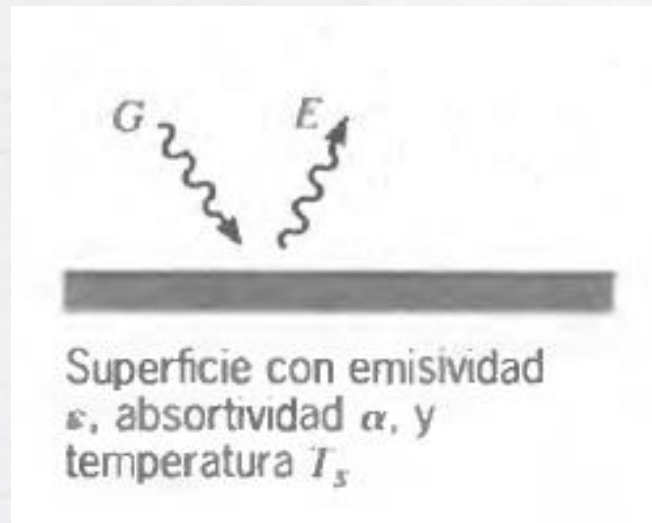 G E
Superficie con emisividad
ε, absortividad α, y
temperatura Tₛ